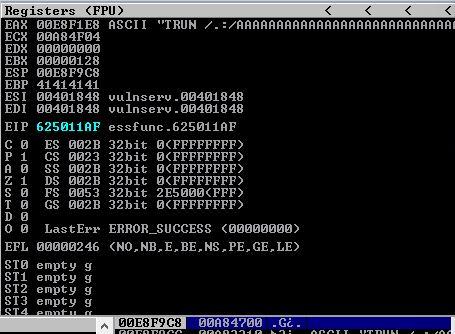 Registers (FPU) < < < <
EAX 00E8F1E8 ASCII "TRUN /.:/AAAAAAAAAAAAAAAAAAAAAAAAAAAA
ECX 00A84F04
EDX 00000000
EBX 00000128
ESP 00E8F9C8
EBP 41414141
ESI 00401848 vulnserv.00401848
EDI 00401848 vulnserv.00401848
EIP 625011AF essfunc.625011AF
C 0 ES 002B 32bit 0(FFFFFFFF)
P 1 CS 0023 32bit 0(FFFFFFFF)
A 0 SS 002B 32bit 0(FFFFFFFF)
Z 1 DS 002B 32bit 0(FFFFFFFF)
S 0 FS 0053 32bit 2E5000(FFF)
T 0 GS 002B 32bit 0(FFFFFFFF)
D 0
O 0 LastErr ERROR_SUCCESS (00000000)
EFL 00000246 (NO,NB,E,BE,NS,PE,GE,LE)
ST0 empty g
ST1 empty g
ST2 empty g
ST3 empty g
ST4 empty g
00E8F9C8 00A84700 .G¿.